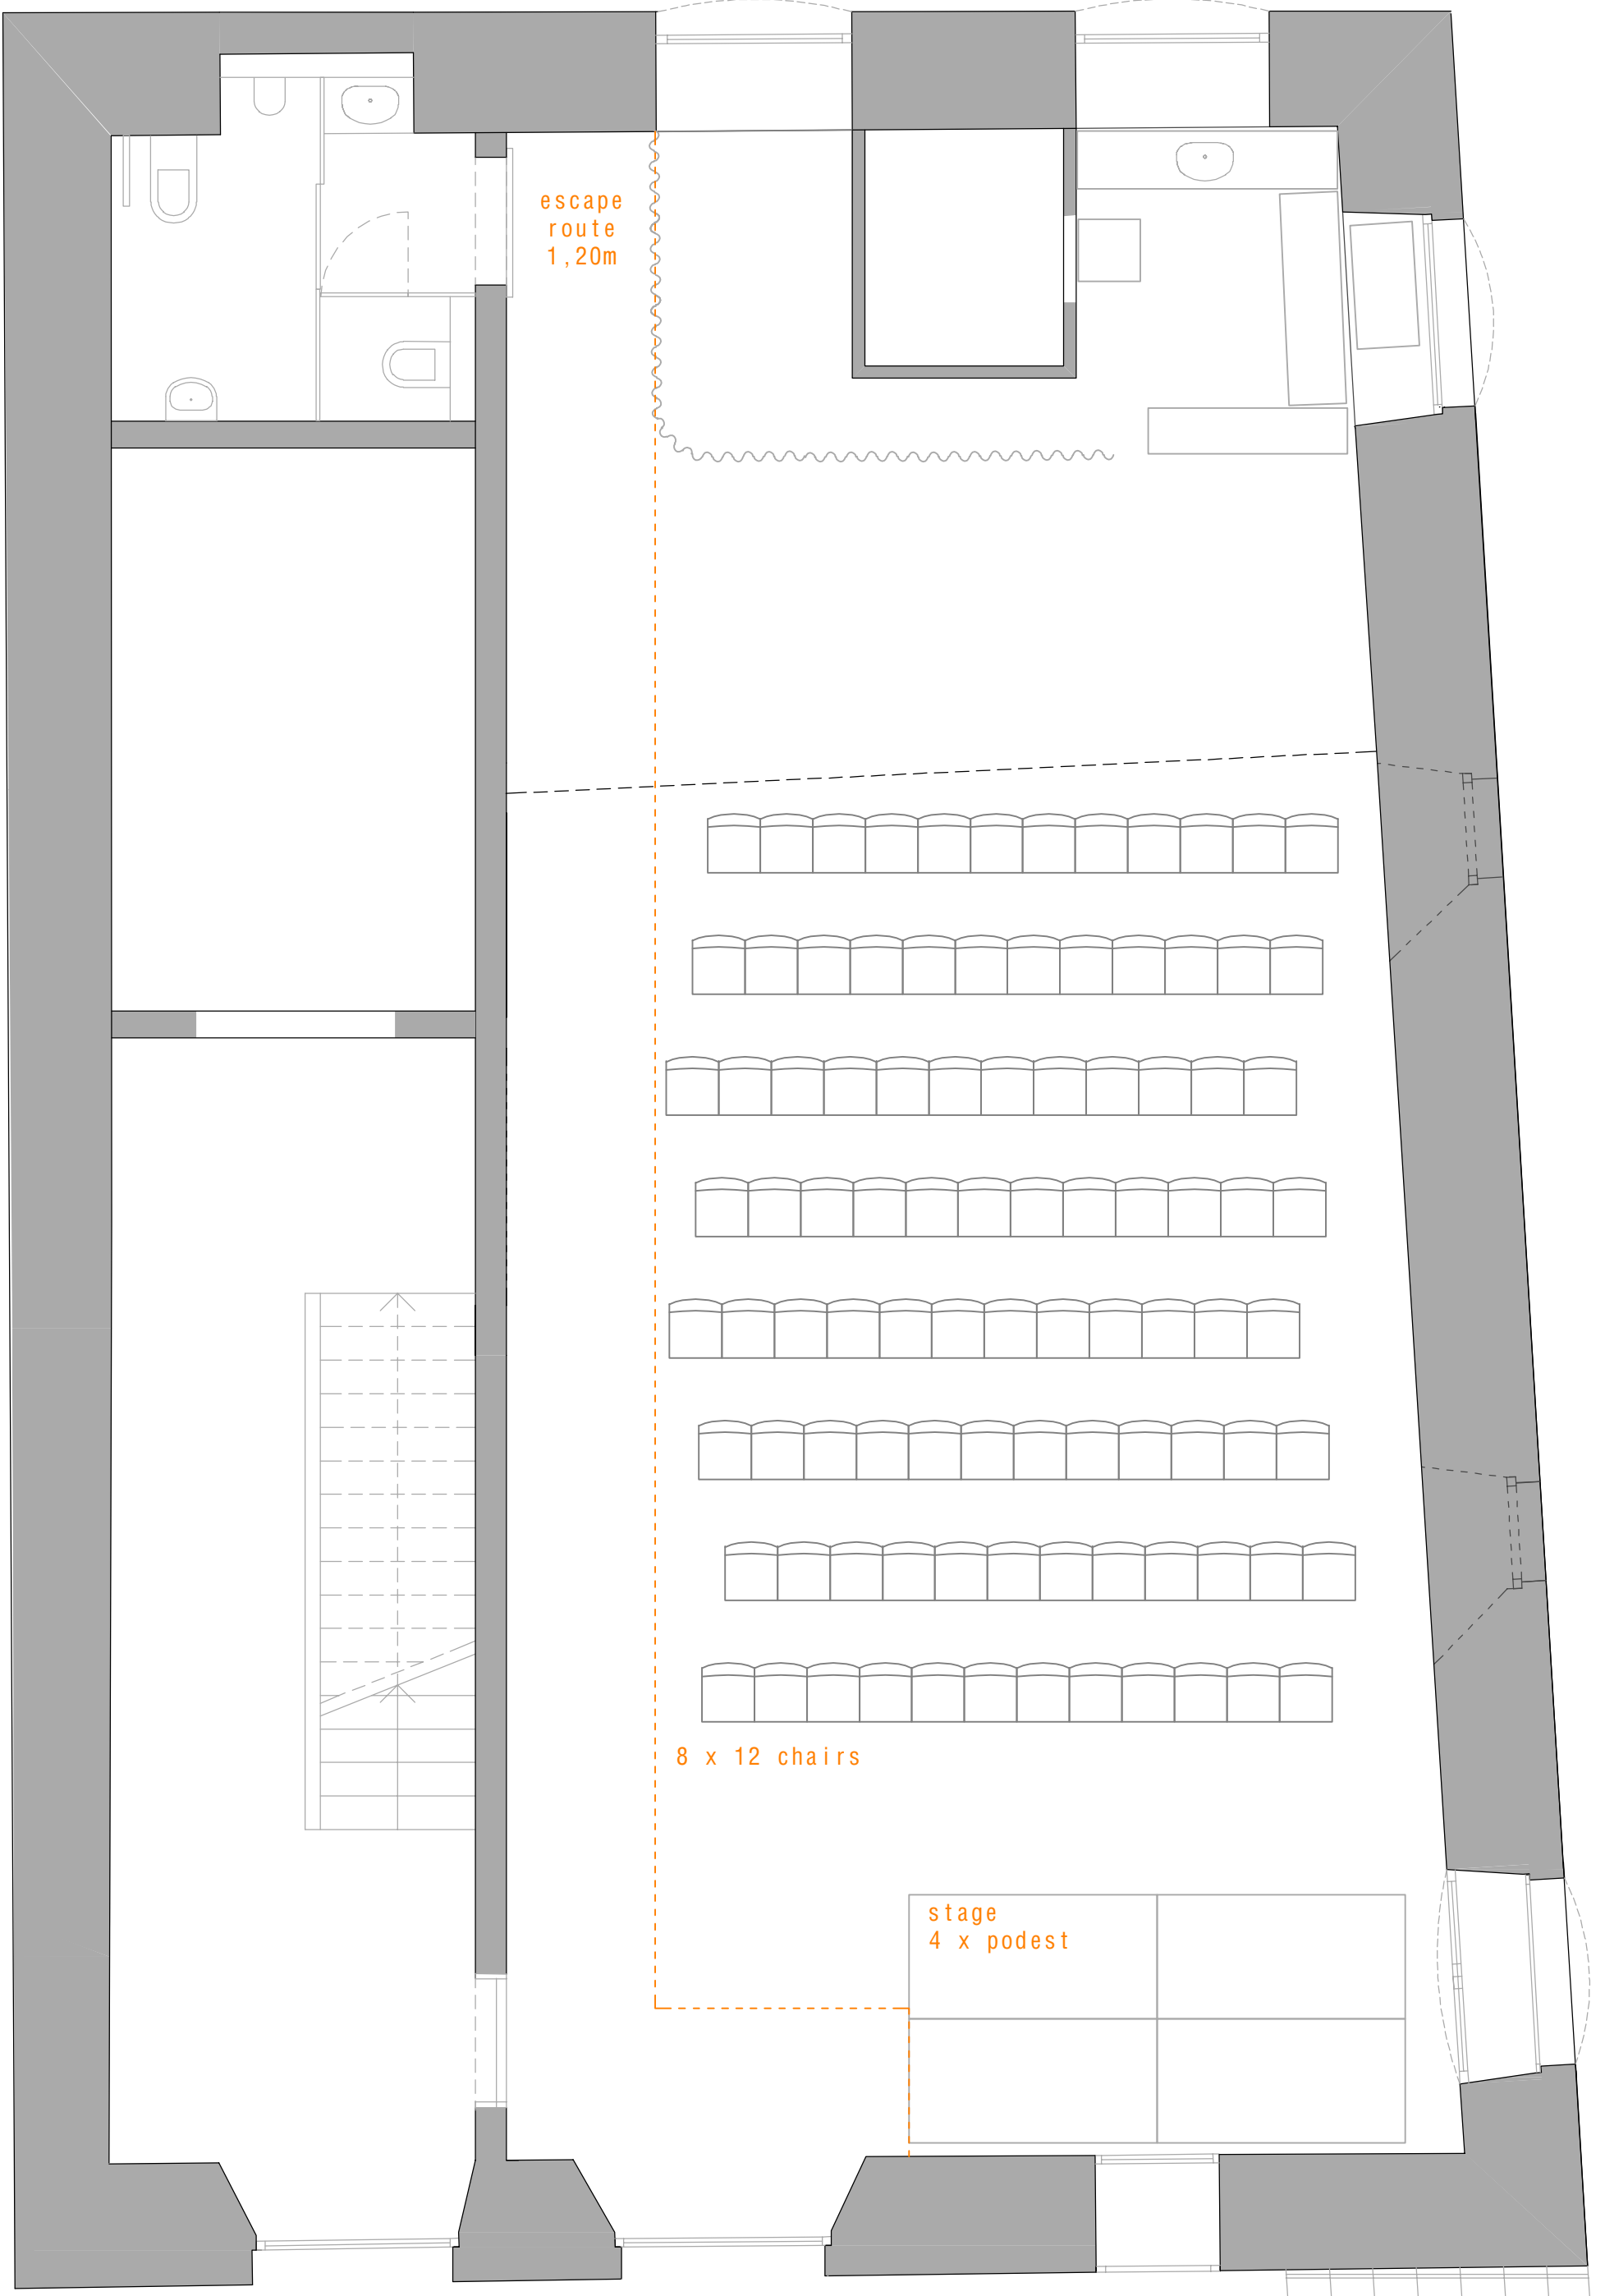 escape
route
1,20m
8 x 12 chairs
stage
4 x podest